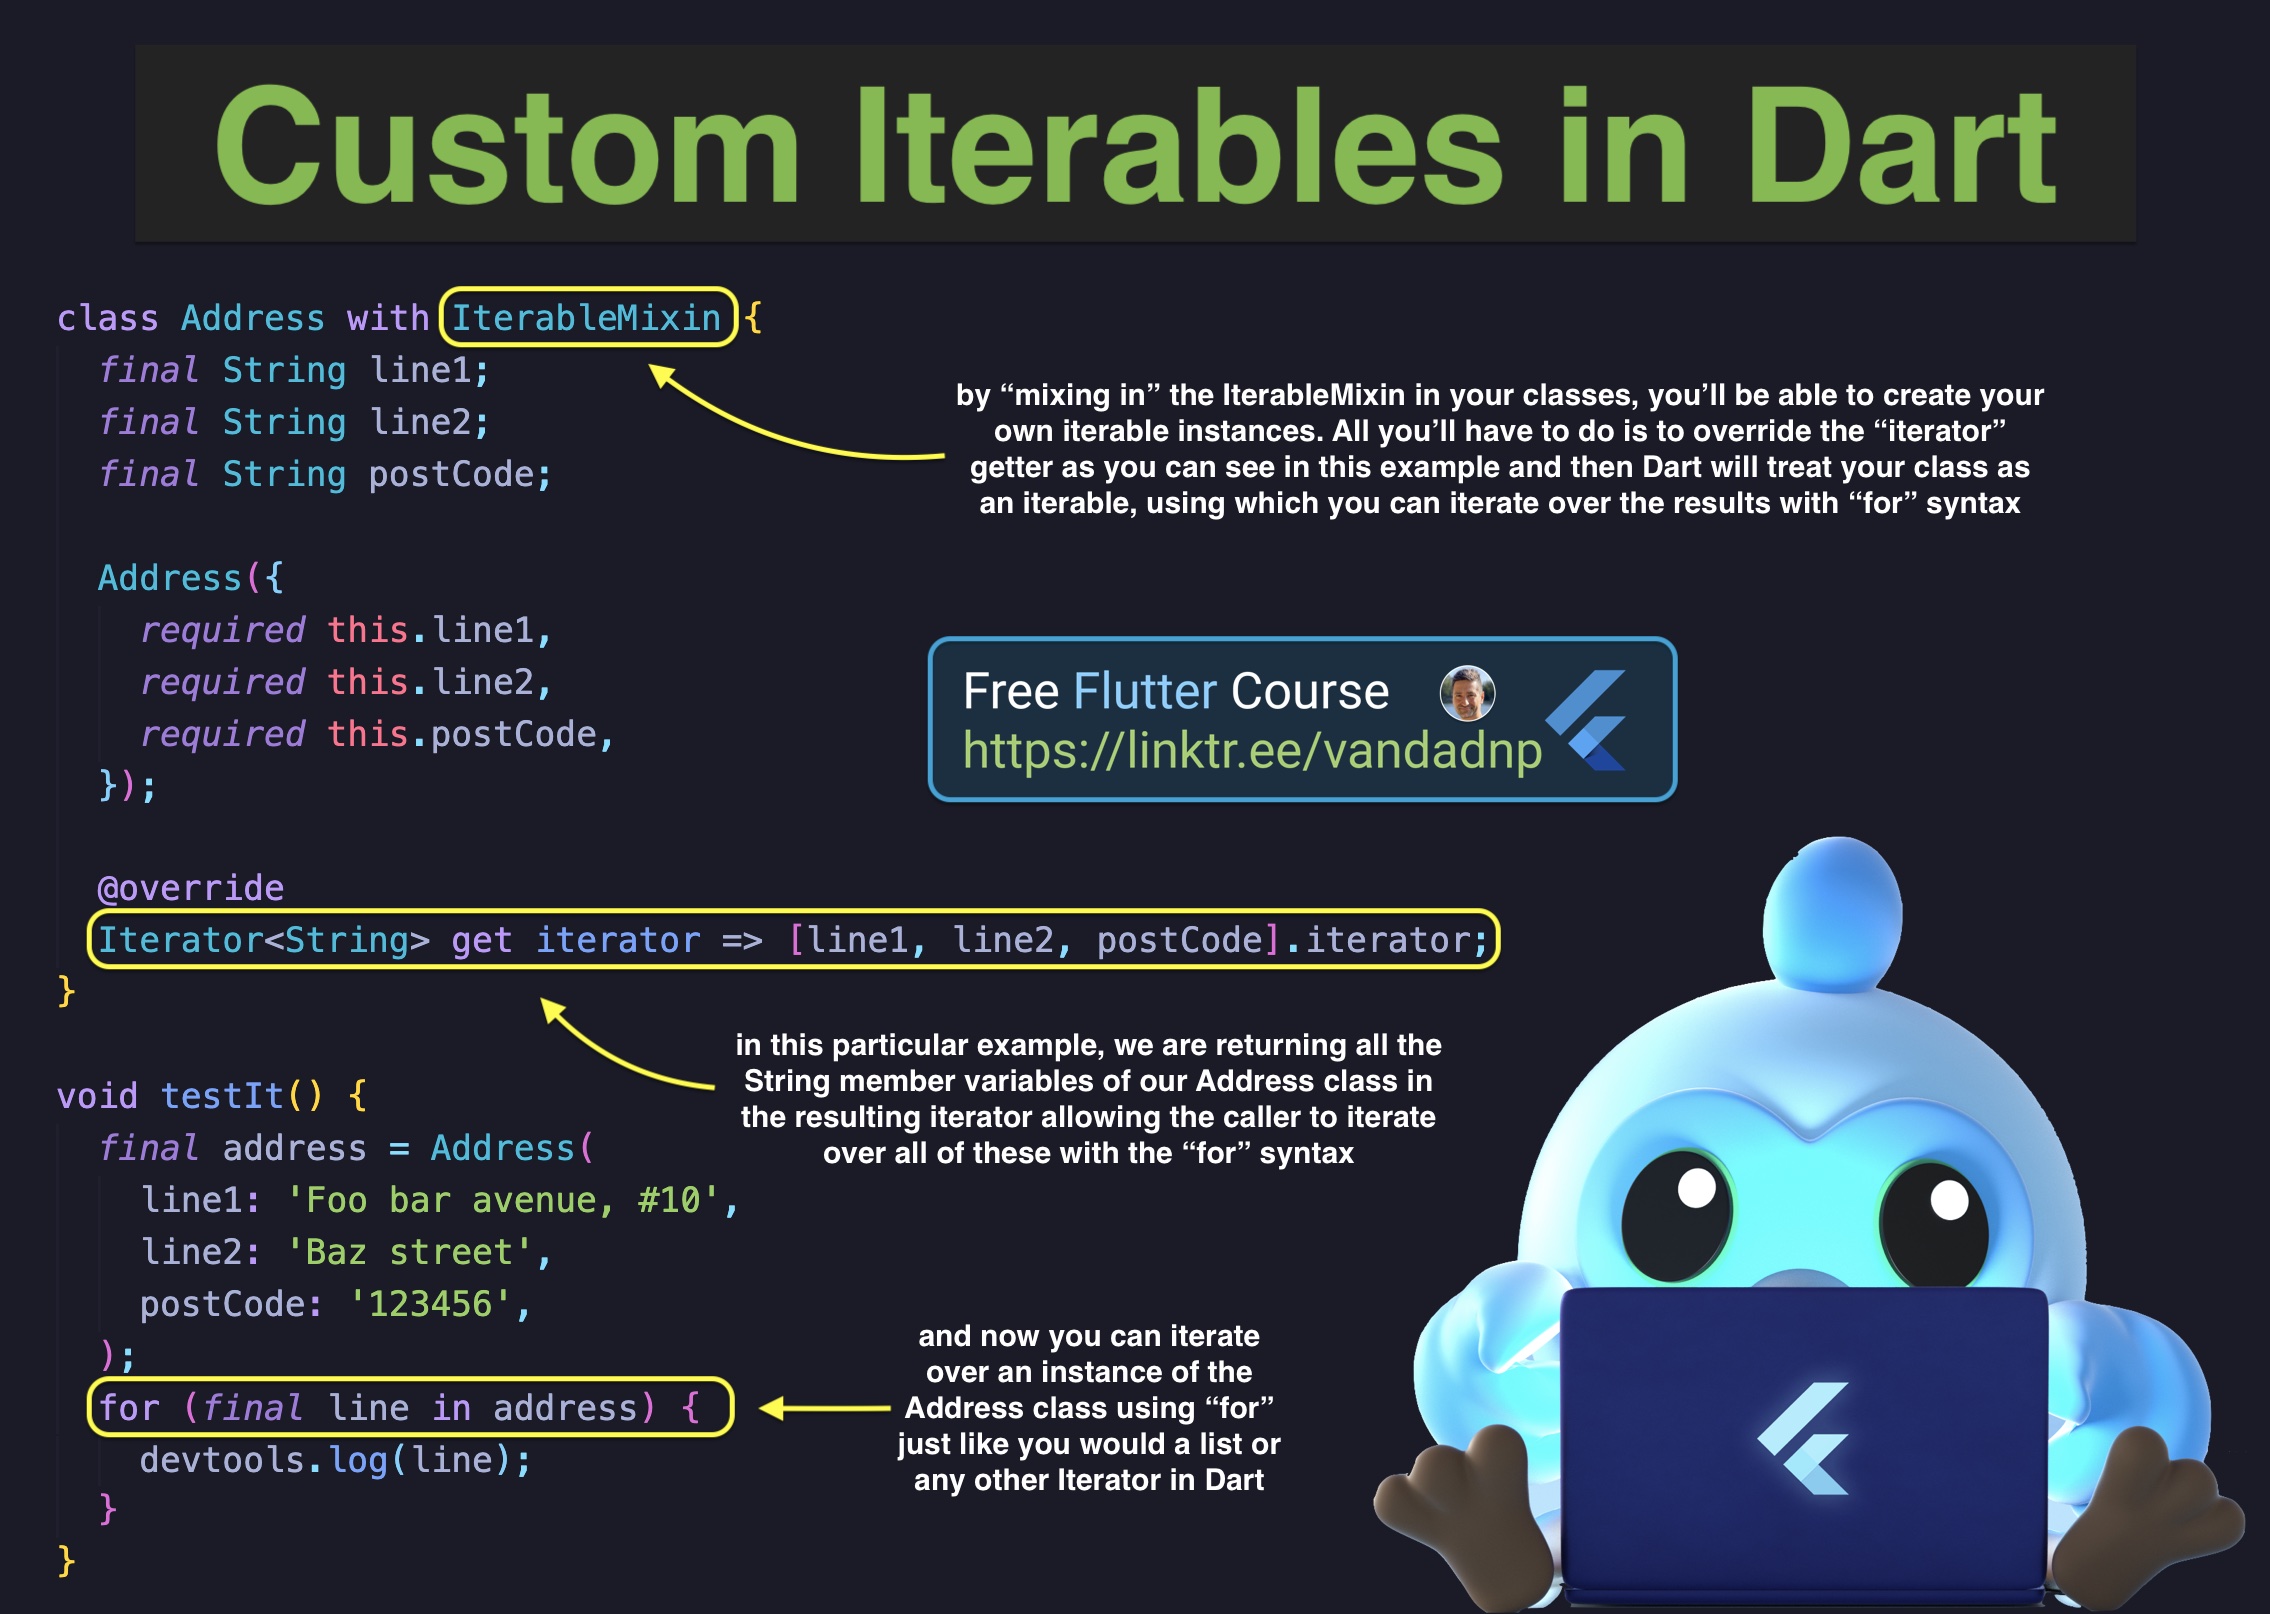 Custom Iterables in Dart
class Address with IterableMixin {
final String line1;
final String line2;
final String postCode;
by “mixing in” the IterableMixin in your classes, you’ll be able to create your
own iterable instances. All you’ll have to do is to override the “iterator”
getter as you can see in this example and then Dart will treat your class as
an iterable, using which you can iterate over the results with “for” syntax
Address({
required this.line1,
required this.line2,
required this.postCode,
});
Free Flutter Course
https://linktr.ee/vandadnp
@override
Iterator<String> get iterator => [line1, line2, postCode].iterator;
}
in this particular example, we are returning all the
String member variables of our Address class in
the resulting iterator allowing the caller to iterate
over all of these with the “for” syntax
void testIt() {
final address = Address(
line1: 'Foo bar avenue, #10',
line2: 'Baz street',
postCode: '123456',
);
for (final line in address) {
devtools.log(line);
}
}
and now you can iterate
over an instance of the
Address class using “for”
just like you would a list or
any other Iterator in Dart